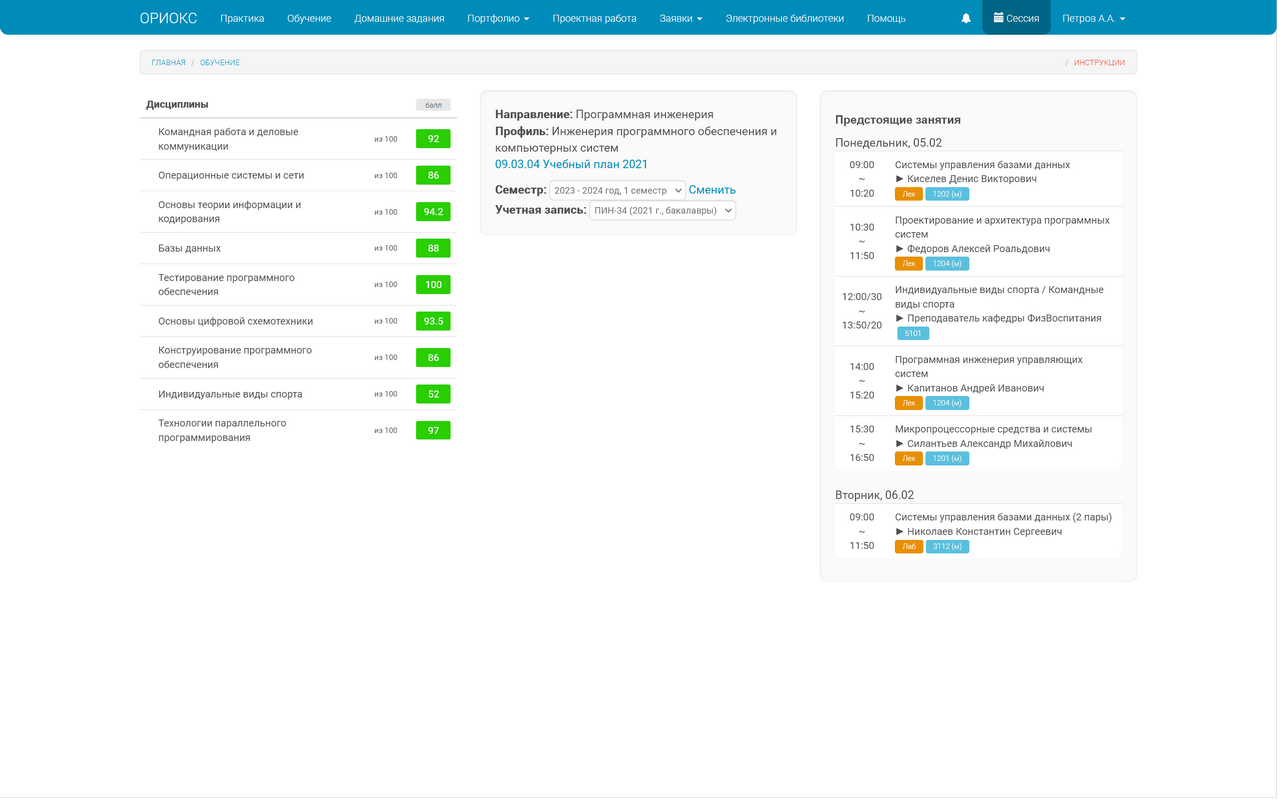 ОРИОКС Практика Обучение Домашние задания Портфолио Проектная работа Заявки Электронные библиотеки Помощь Сессия Петров А.А.
ГЛАВНАЯ / ОБУЧЕНИЕ / ИНСТРУКЦИИ
Дисциплины балл
Командная работа и деловые
коммуникации
из 100 92
Операционные системы и сети из 100 86
Основы теории информации и
кодирования
из 100 94.2
Базы данных из 100 88
Тестирование программного
обеспечения
из 100 100
Основы цифровой схемотехники из 100 93.5
Конструирование программного
обеспечения
из 100 86
Индивидуальные виды спорта из 100 52
Технологии параллельного
программирования
из 100 97
Направление: Программная инженерия
Профиль: Инженерия программного обеспечения и
компьютерных систем
09.03.04 Учебный план 2021
Семестр: 2023 - 2024 год, 1 семестр Сменить
Учетная запись: ПИН-34 (2021 г., бакалавры)
Предстоящие занятия
Понедельник, 05.02
09:00
~
10:20
Системы управления базами данных
► Киселев Денис Викторович
Лек 1202 (м)
10:30
~
11:50
Проектирование и архитектура программных
систем
► Федоров Алексей Роальдович
Лек 1204 (м)
12:00/30
~
13:50/20
Индивидуальные виды спорта / Командные
виды спорта
► Преподаватель кафедры ФизВоспитания
5101
14:00
~
15:20
Программная инженерия управляющих
систем
► Капитанов Андрей Иванович
Лек 1204 (м)
15:30
~
16:50
Микропроцессорные средства и системы
► Силантьев Александр Михайлович
Лек 1201 (м)
Вторник, 06.02
09:00
~
11:50
Системы управления базами данных (2 пары)
► Николаев Константин Сергеевич
Лаб 3112 (м)